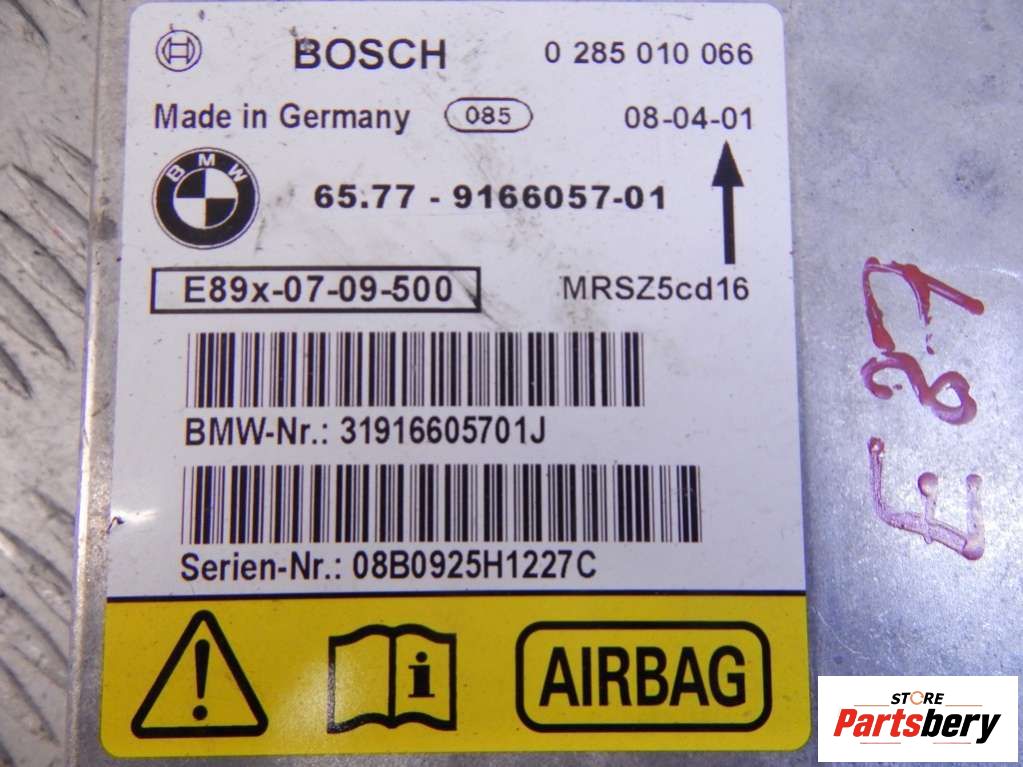 BOSCH 0 285 010 066
Made in Germany 085 08-04-01
BMW 65.77 - 9166057-01
E89x-07-09-500 MRSZ5cd16
BMW-Nr.: 31916605701J
Serien-Nr.: 08B0925H1227C
i AIRBAG
E87
STORE
Partsbery